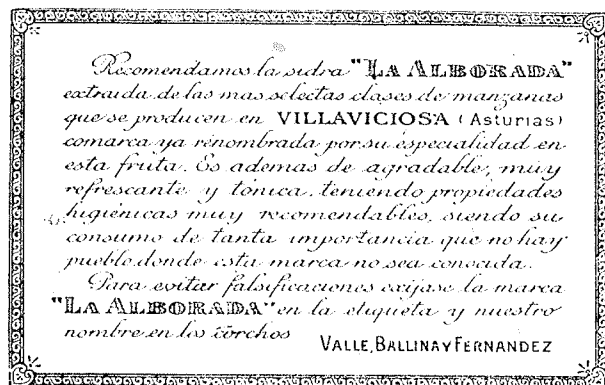 Recomendamos la sidra "LA ALBORADA"
extraida de las mas selectas clases de manzanas
que se producen en VILLAVICIOSA (Asturias)
comarca ya renombrada por su especialidad en
esta fruta. Es ademas de agradable, muy
refrescante y tónica, teniendo propiedades
higiénicas muy recomendables, siendo su
consumo de tanta importancia que no hay
pueblo donde esta marca no sea conocida.
Para evitar falsificaciones exijase la marca
"LA ALBORADA" en la etiqueta y nuestro
nombre en los corchos
VALLE, BALLINA Y FERNANDEZ